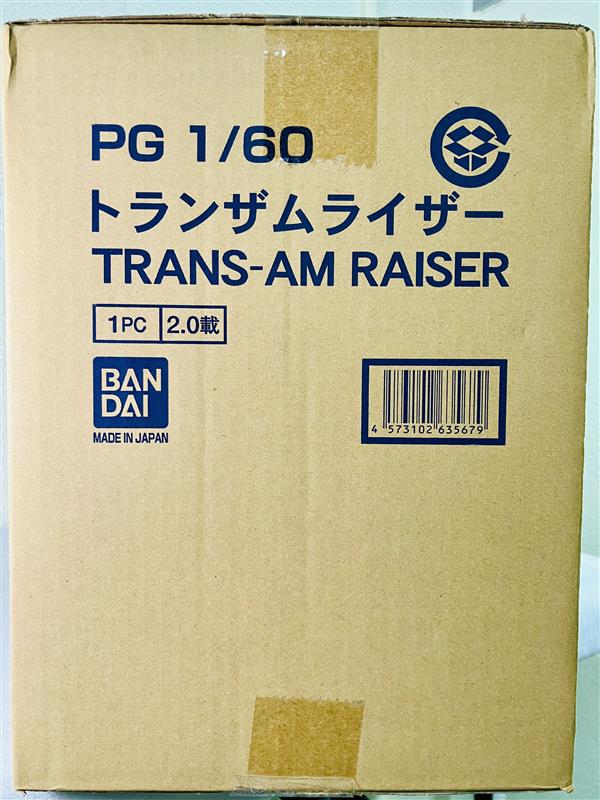 PG 1/60
トランザムライザー
TRANS-AM RAISER
1PC 2.0載
BAN
DAI
MADE IN JAPAN
4 573102 635679